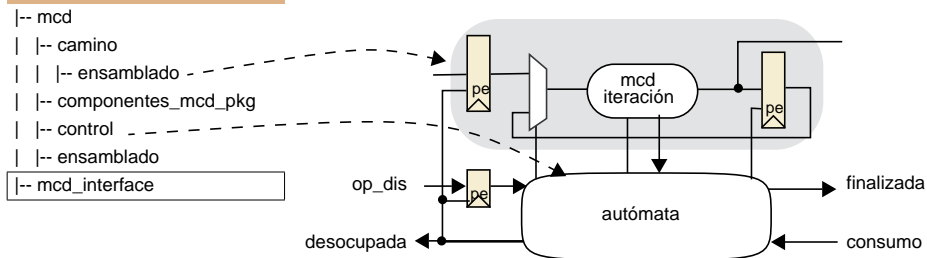 |-- mcd
| |-- camino
| | |-- ensamblado
| |-- componentes_mcd_pkg
| |-- control
| |-- ensamblado
|-- mcd_interface
pe
mcd
iteración
pe
op_dis
pe
autómata
finalizada
desocupada
consumo